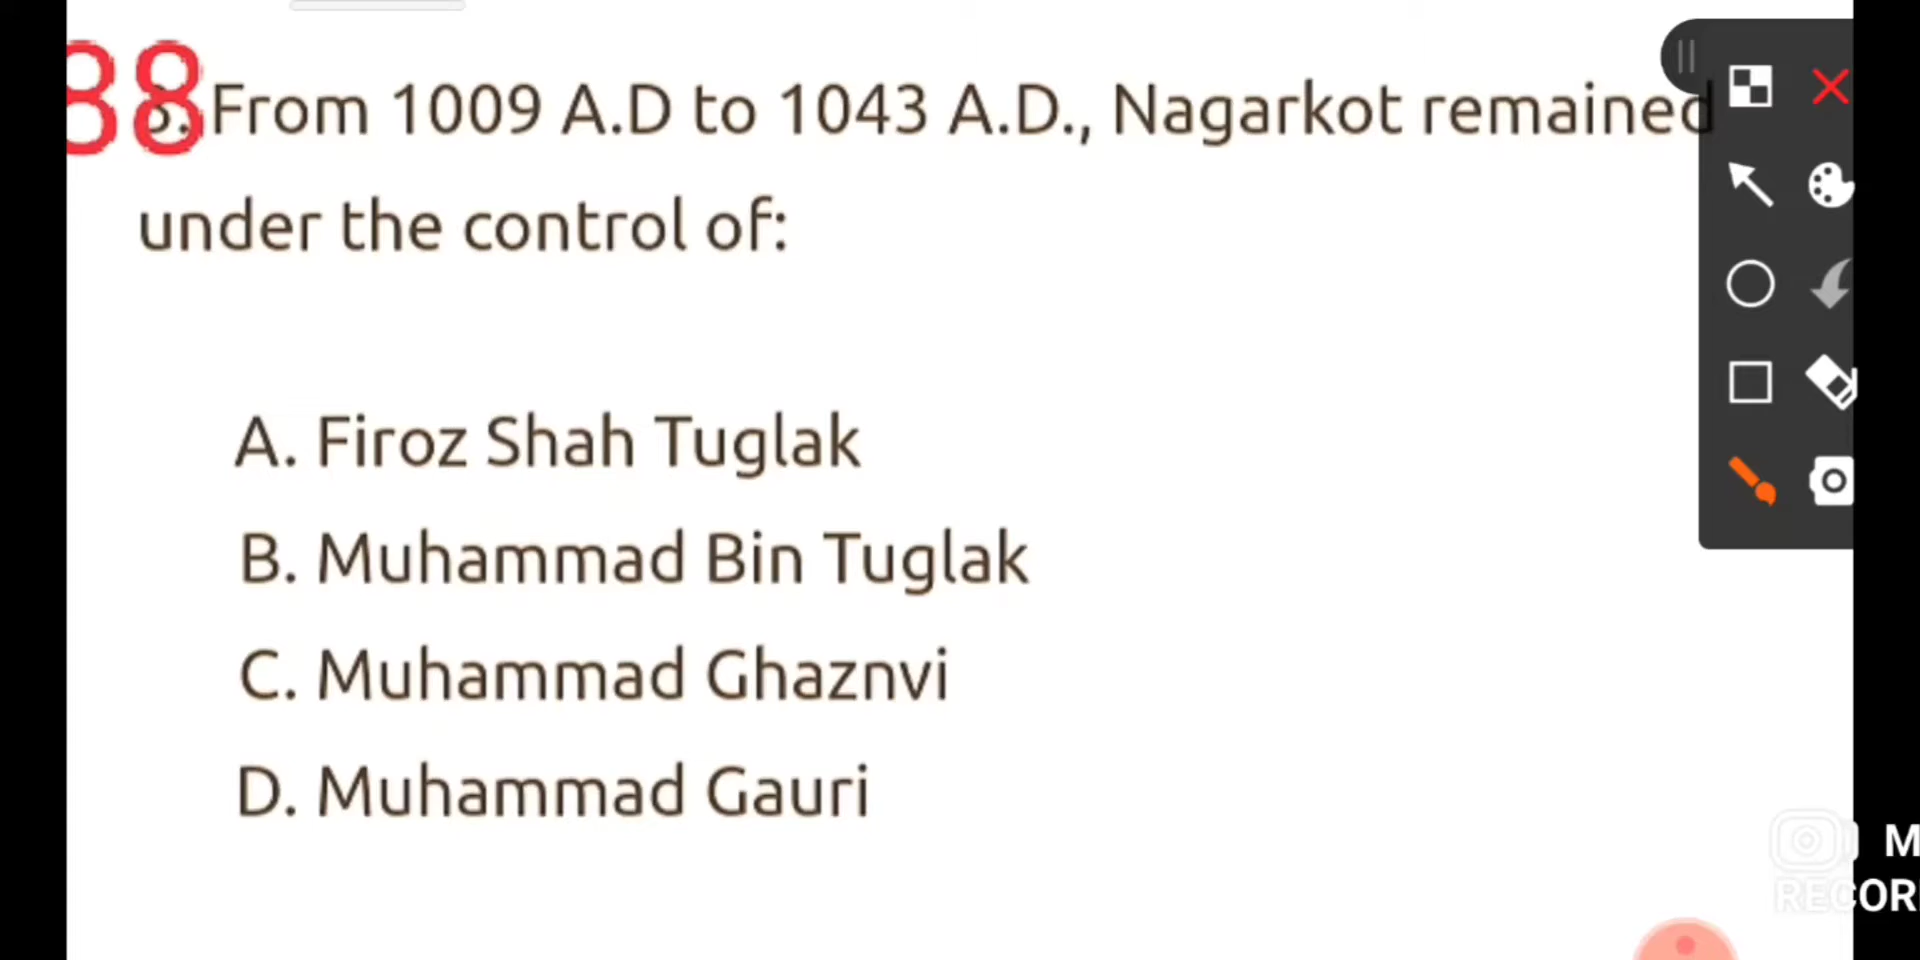 38 From 1009 A.D to 1043 A.D., Nagarkot remained
under the control of:
A. Firoz Shah Tuglak
B. Muhammad Bin Tuglak
C. Muhammad Ghaznvi
D. Muhammad Gauri